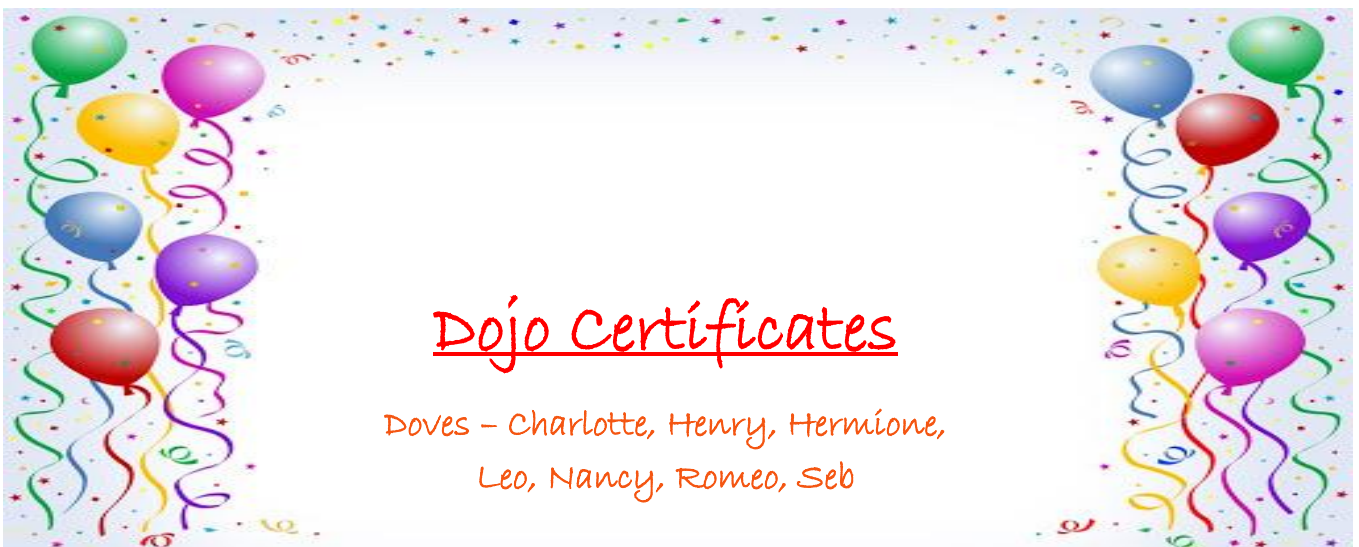 Dojo Certificates
Doves – Charlotte, Henry, Hermione,
Leo, Nancy, Romeo, Seb